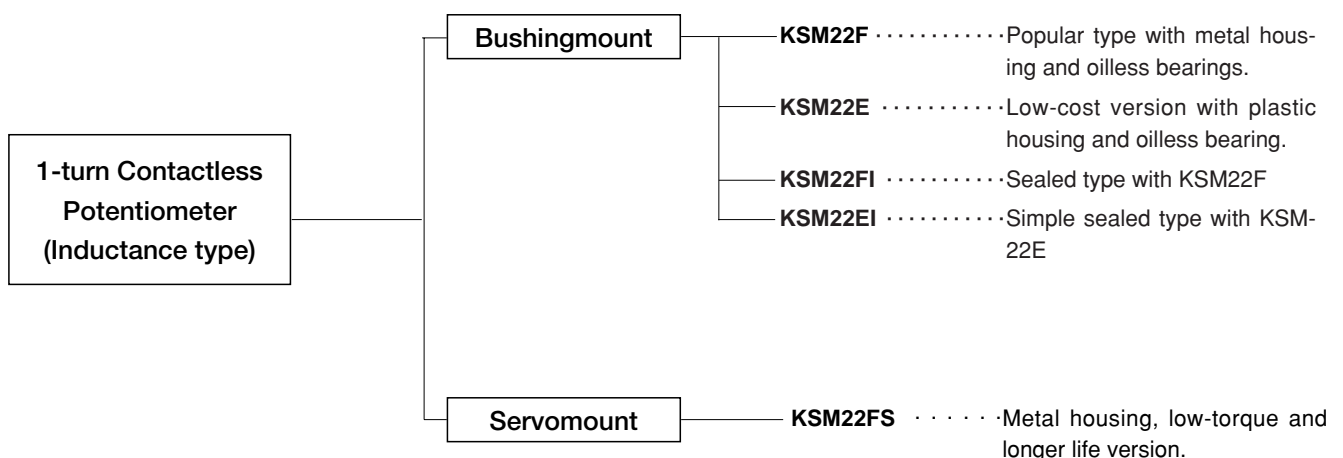 1-turn Contactless
Potentiometer
(Inductance type)
Bushingmount
KSM22F ············Popular type with metal hous-
ing and oilless bearings.
KSM22E ···········Low-cost version with plastic
housing and oilless bearing.
KSM22FI ···········Sealed type with KSM22F
KSM22EI ···········Simple sealed type with KSM-
22E
Servomount
KSM22FS ······Metal housing, low-torque and
longer life version.